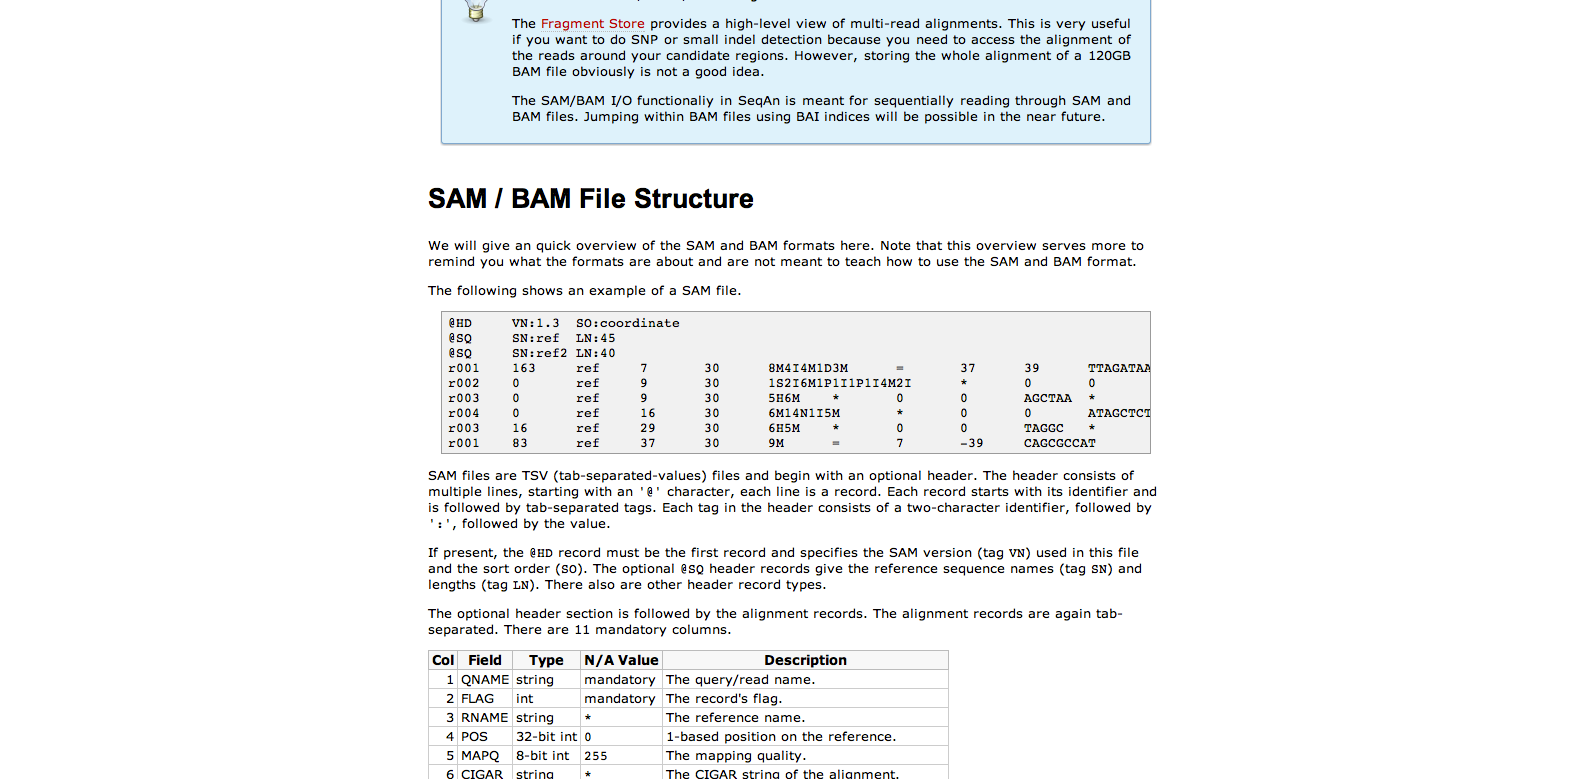 The Fragment Store provides a high-level view of multi-read alignments. This is very useful
if you want to do SNP or small indel detection because you need to access the alignment of
the reads around your candidate regions. However, storing the whole alignment of a 120GB
BAM file obviously is not a good idea.
The SAM/BAM I/O functionaliy in SeqAn is meant for sequentially reading through SAM and
BAM files. Jumping within BAM files using BAI indices will be possible in the near future.
SAM / BAM File Structure
We will give an quick overview of the SAM and BAM formats here. Note that this overview serves more to
remind you what the formats are about and are not meant to teach how to use the SAM and BAM format.
The following shows an example of a SAM file.
@HD VN:1.3 SO:coordinate
@SQ SN:ref LN:45
@SQ SN:ref2 LN:40
r001 163 ref 7 30 8M4I4M1D3M = 37 39 TTAGATAA
r002 0 ref 9 30 1S2I6M1P1I1P1I4M2I * 0 0
r003 0 ref 9 30 5H6M * 0 0 AGCTAA *
r004 0 ref 16 30 6M14N1I5M * 0 0 ATAGCTCT
r003 16 ref 29 30 6H5M * 0 0 TAGGC *
r001 83 ref 37 30 9M = 7 -39 CAGCGCCAT
SAM files are TSV (tab-separated-values) files and begin with an optional header. The header consists of
multiple lines, starting with an '@' character, each line is a record. Each record starts with its identifier and
is followed by tab-separated tags. Each tag in the header consists of a two-character identifier, followed by
':', followed by the value.
If present, the @HD record must be the first record and specifies the SAM version (tag VN) used in this file
and the sort order (SO). The optional @SQ header records give the reference sequence names (tag SN) and
lengths (tag LN). There also are other header record types.
The optional header section is followed by the alignment records. The alignment records are again tab-
separated. There are 11 mandatory columns.
Col Field Type N/A Value Description
1 QNAME string mandatory The query/read name.
2 FLAG int mandatory The record's flag.
3 RNAME string * The reference name.
4 POS 32-bit int 0 1-based position on the reference.
5 MAPQ 8-bit int 255 The mapping quality.
6 CIGAR string * The CIGAR string of the alignment.